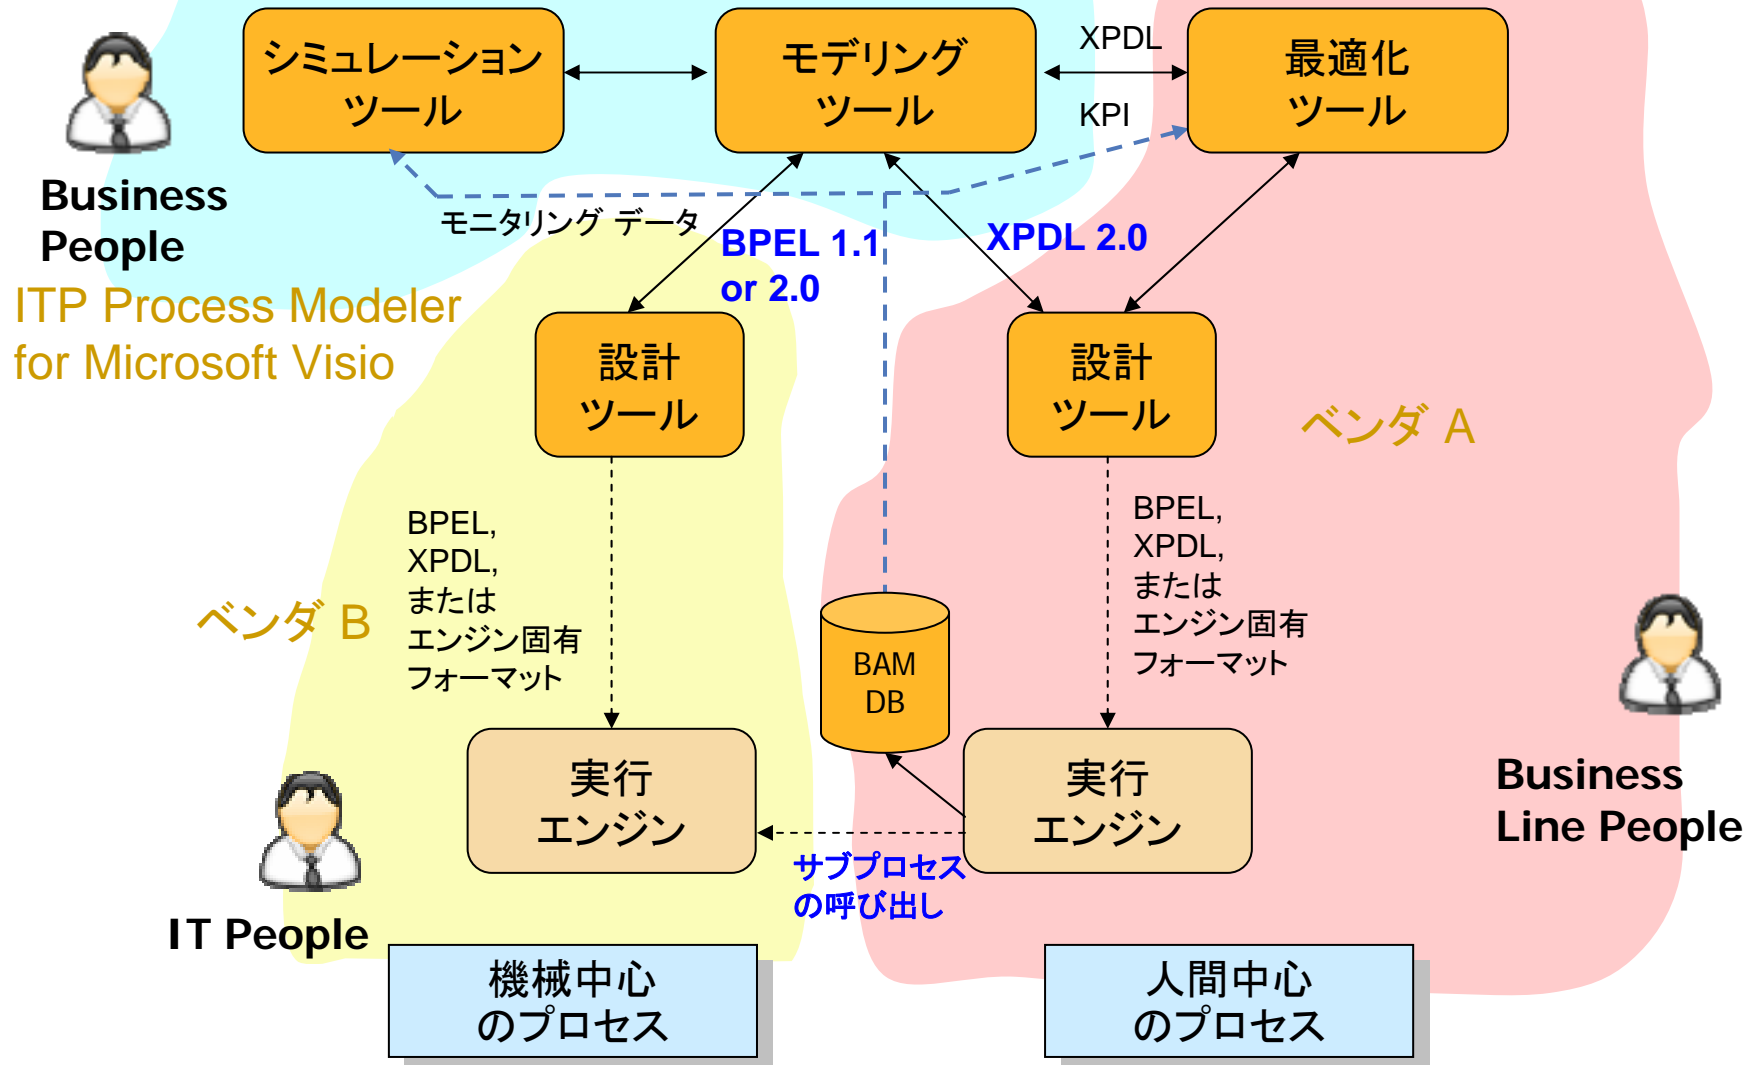 シミュレーション
ツール
モデリング
ツール
XPDL
KPI
最適化
ツール
Business
People
モニタリング データ
BPEL 1.1
or 2.0
XPDL 2.0
ITP Process Modeler
for Microsoft Visio
設計
ツール
設計
ツール
ベンダ A
BPEL,
XPDL,
または
エンジン固有
フォーマット
BPEL,
XPDL,
または
エンジン固有
フォーマット
ベンダ B
BAM
DB
実行
エンジン
実行
エンジン
Business
Line People
サブプロセス
の呼び出し
IT People
機械中心
のプロセス
人間中心
のプロセス